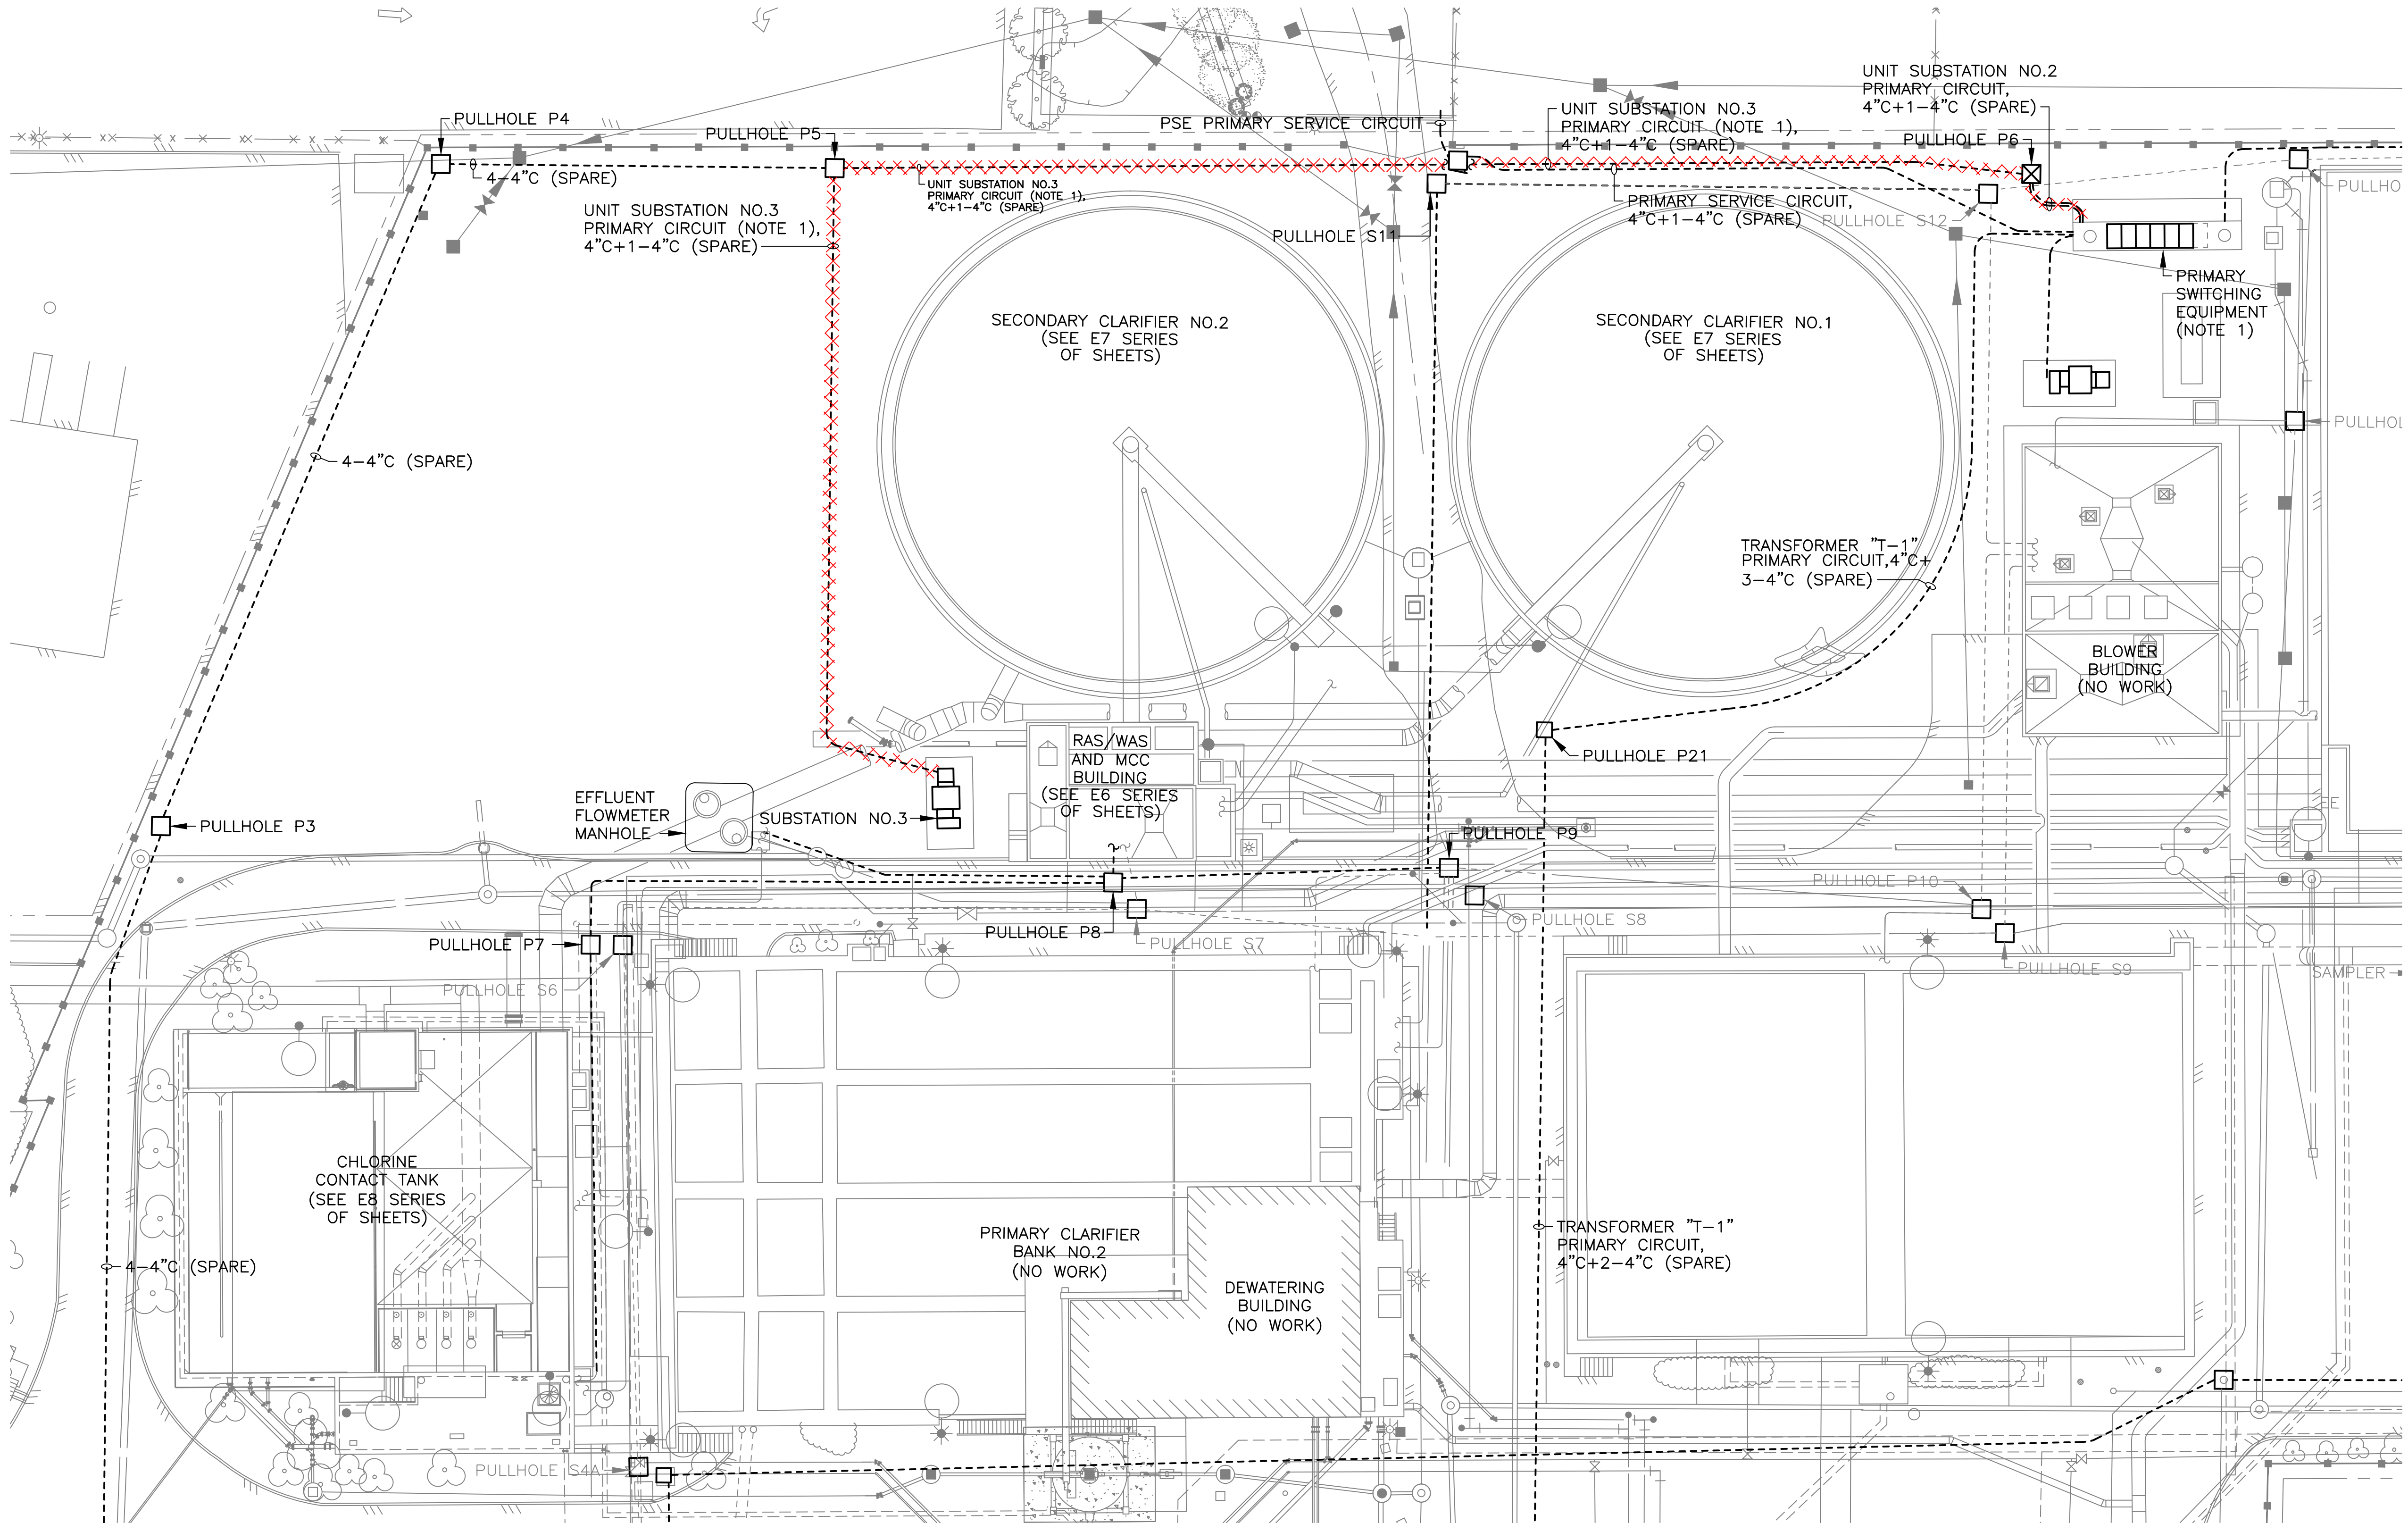 UNIT SUBSTATION NO.2
PRIMARY CIRCUIT,
4"C+1-4"C (SPARE)
PULLHOLE P4
PULLHOLE P5
PSE PRIMARY SERVICE CIRCUIT
UNIT SUBSTATION NO.3
PRIMARY CIRCUIT (NOTE 1),
4"C+1-4"C (SPARE)
PULLHOLE P6
4-4"C (SPARE)
UNIT SUBSTATION NO.3
PRIMARY CIRCUIT (NOTE 1),
4"C+1-4"C (SPARE)
UNIT SUBSTATION NO.3
PRIMARY CIRCUIT (NOTE 1),
4"C+1-4"C (SPARE)
PULLHOLE S11
PRIMARY SERVICE CIRCUIT,
4"C+1-4"C (SPARE)
PULLHOLE S12
PULLHO
PRIMARY
SWITCHING
EQUIPMENT
(NOTE 1)
SECONDARY CLARIFIER NO.2
(SEE E7 SERIES
OF SHEETS)
SECONDARY CLARIFIER NO.1
(SEE E7 SERIES
OF SHEETS)
PULLHOL
4-4"C (SPARE)
TRANSFORMER "T-1"
PRIMARY CIRCUIT,4"C+
3-4"C (SPARE)
BLOWER
BUILDING
(NO WORK)
RAS/WAS
AND MCC
BUILDING
(SEE E6 SERIES
OF SHEETS)
PULLHOLE P21
EFFLUENT
FLOWMETER
MANHOLE
SUBSTATION NO.3
PULLHOLE P3
PULLHOLE P9
EE
PULLHOLE P10
PULLHOLE S8
PULLHOLE P7
PULLHOLE P8
PULLHOLE S7
PULLHOLE S9
SAMPLER
PULLHOLE S6
CHLORINE
CONTACT TANK
(SEE E8 SERIES
OF SHEETS)
4-4"C (SPARE)
PRIMARY CLARIFIER
BANK NO.2
(NO WORK)
DEWATERING
BUILDING
(NO WORK)
TRANSFORMER "T-1"
PRIMARY CIRCUIT,
4"C+2-4"C (SPARE)
PULLHOLE S4A